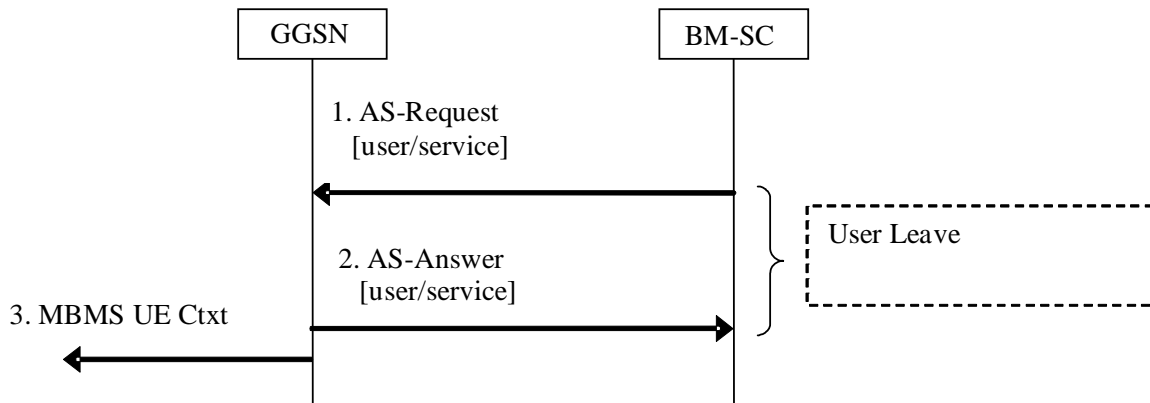 GGSN
BM-SC
1. AS-Request
[user/service]
User Leave
2. AS-Answer
[user/service]
3. MBMS UE Ctxt